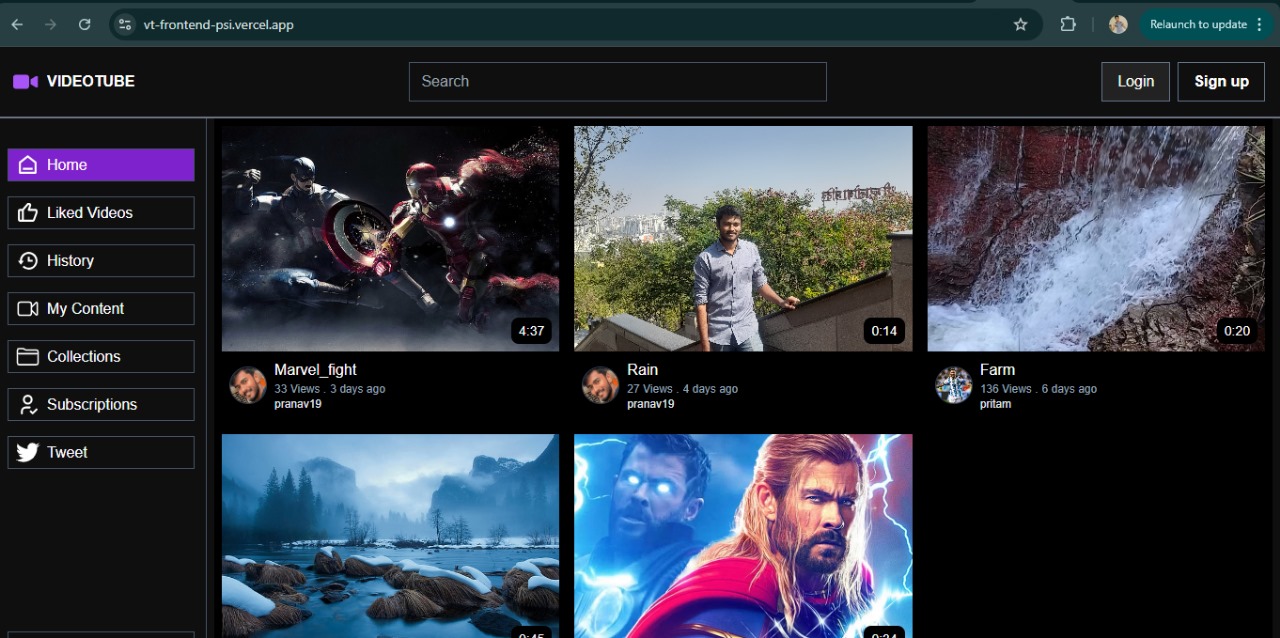 vt-frontend-psi.vercel.app
Relaunch to update
VIDEOTUBE
Search
Login
Sign up
Home
Liked Videos
History
My Content
Collections
Subscriptions
Tweet
4:37
0:14
0:20
Marvel_fight
33 Views . 3 days ago
pranav19
Rain
27 Views . 4 days ago
pranav19
Farm
136 Views . 6 days ago
pritam